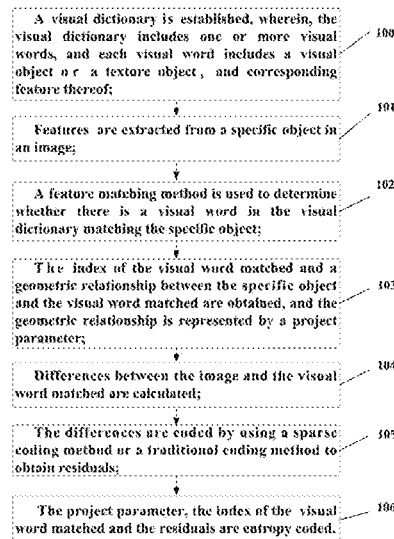 A visual dictionary is established, wherein, the
visual dictionary includes one or more visual
words, and each visual word includes a visual
object or a texture object, and corresponding
feature thereof;
100
Features are extracted from a specific object in
an image;
101
A feature matching method is used to determine
whether there is a visual word in the visual
dictionary matching the specific object;
102
The index of the visual word matched and a
geometric relationship between the specific object
and the visual word matched are obtained, and the
geometric relationship is represented by a project
parameter;
103
Differences between the image and the visual
word matched are calculated;
104
The differences are coded by using a sparse
coding method or a traditional coding method to
obtain residuals;
105
The project parameter, the index of the visual
word matched and the residuals are entropy coded.
106